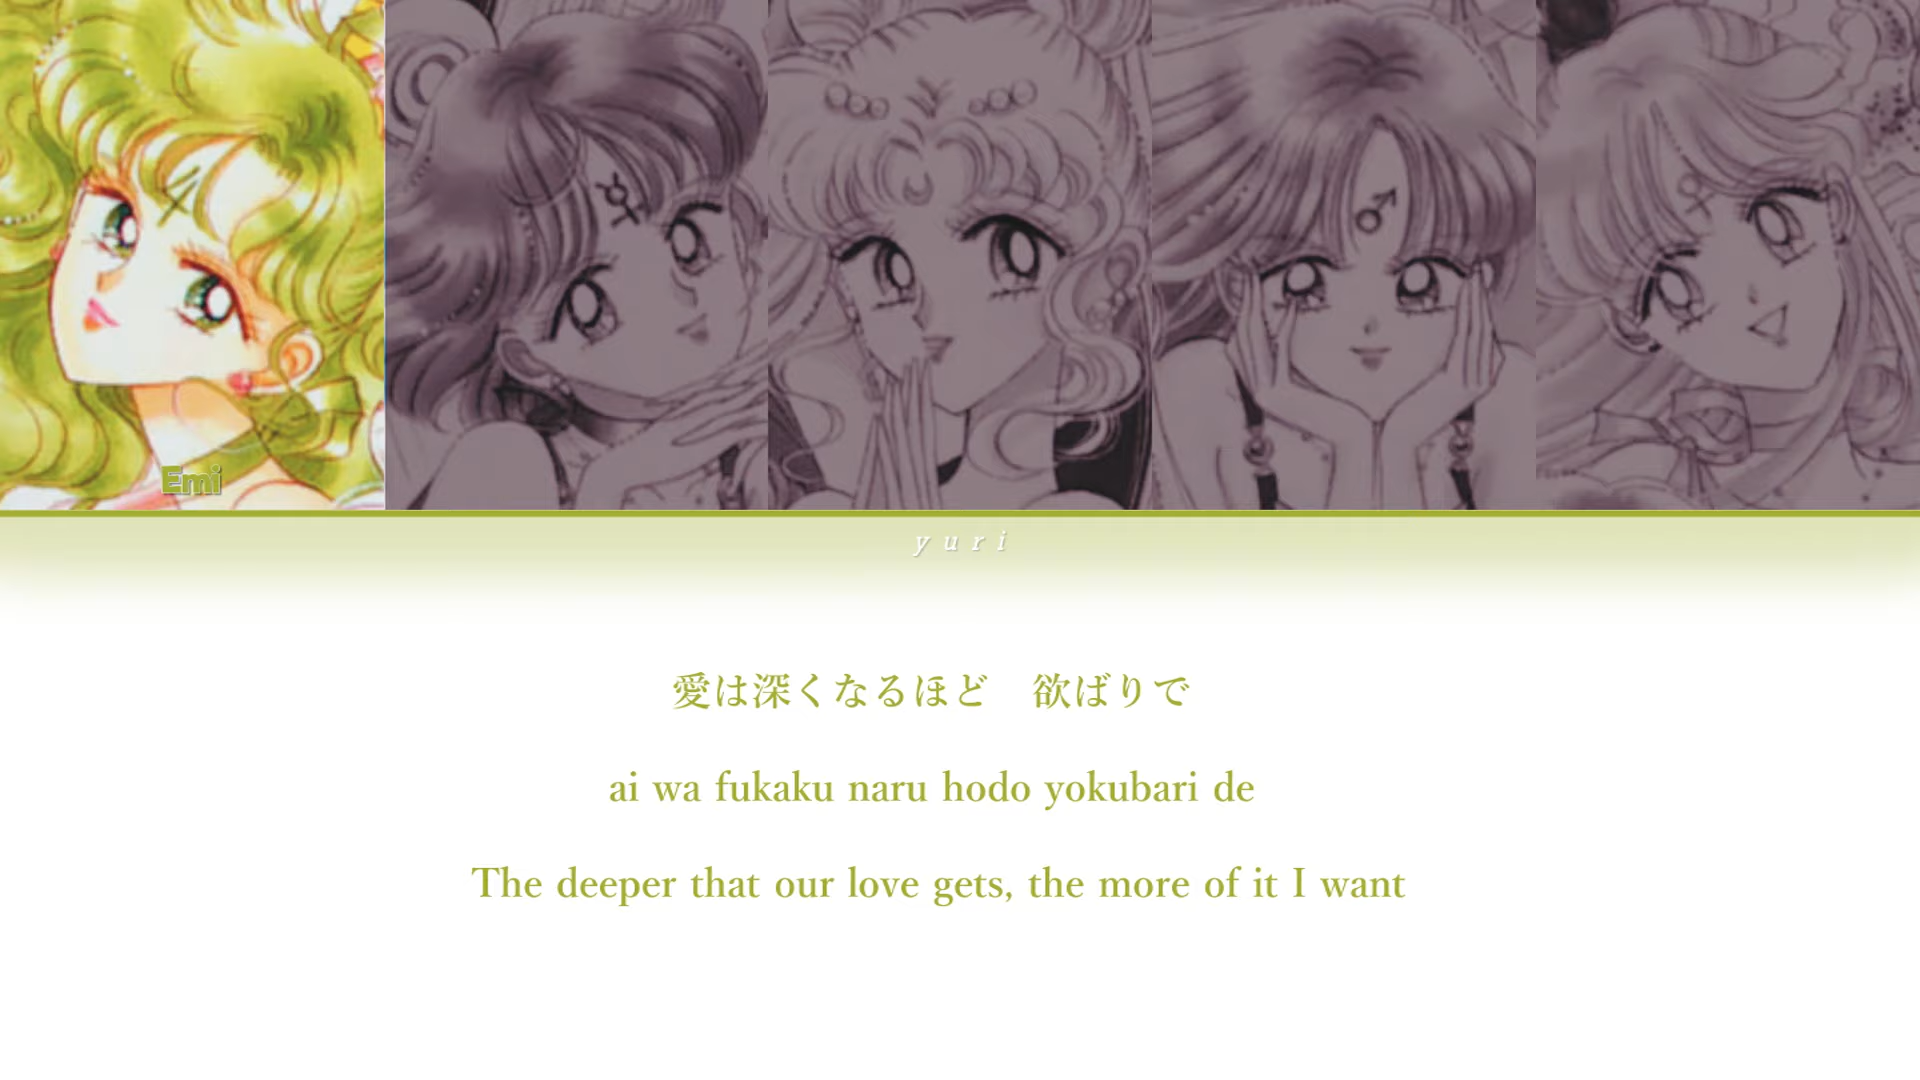 Emi
yuri
愛は深くなるほど　欲ばりで
ai wa fukaku naru hodo yokubari de
The deeper that our love gets, the more of it I want